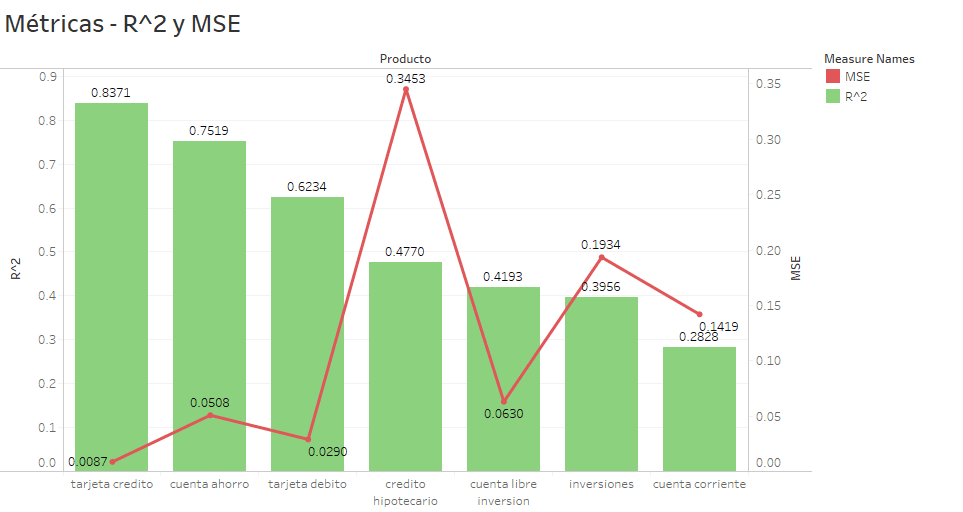 Métricas - R^2 y MSE
Producto
Measure Names
MSE
R^2
0.9
0.8
0.7
0.6
0.5
0.4
0.3
0.2
0.1
0.0
R^2
0.8371
0.7519
0.6234
0.4770
0.4193
0.3956
0.2828
0.0087
0.0508
0.0290
0.3453
0.0630
0.1934
0.1419
0.35
0.30
0.25
0.20
0.15
0.10
0.05
0.00
MSE
tarjeta credito
cuenta ahorro
tarjeta debito
credito
hipotecario
cuenta libre
inversion
inversiones
cuenta corriente